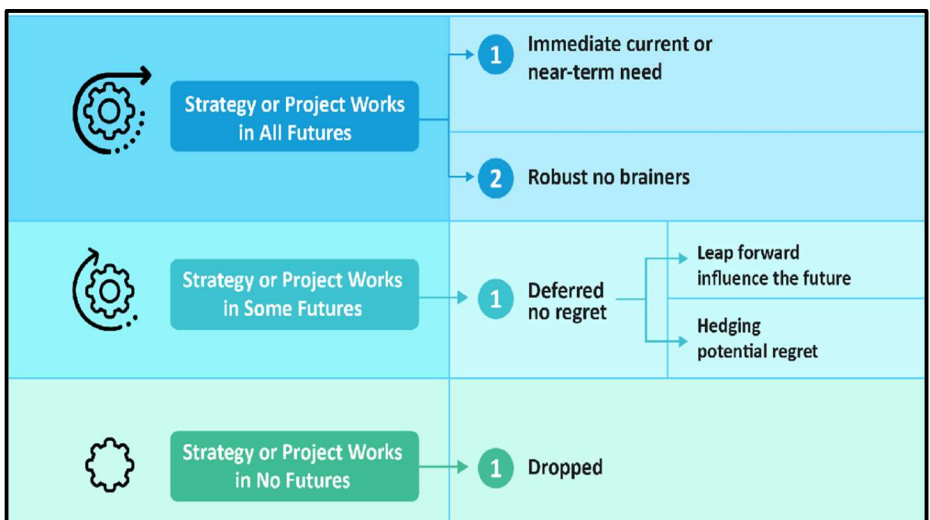 Strategy or Project Works
in All Futures
1
Immediate current or
near-term need
2
Robust no brainers
Strategy or Project Works
in Some Futures
1
Deferred
no regret
Leap forward
influence the future
Hedging
potential regret
Strategy or Project Works
in No Futures
1
Dropped